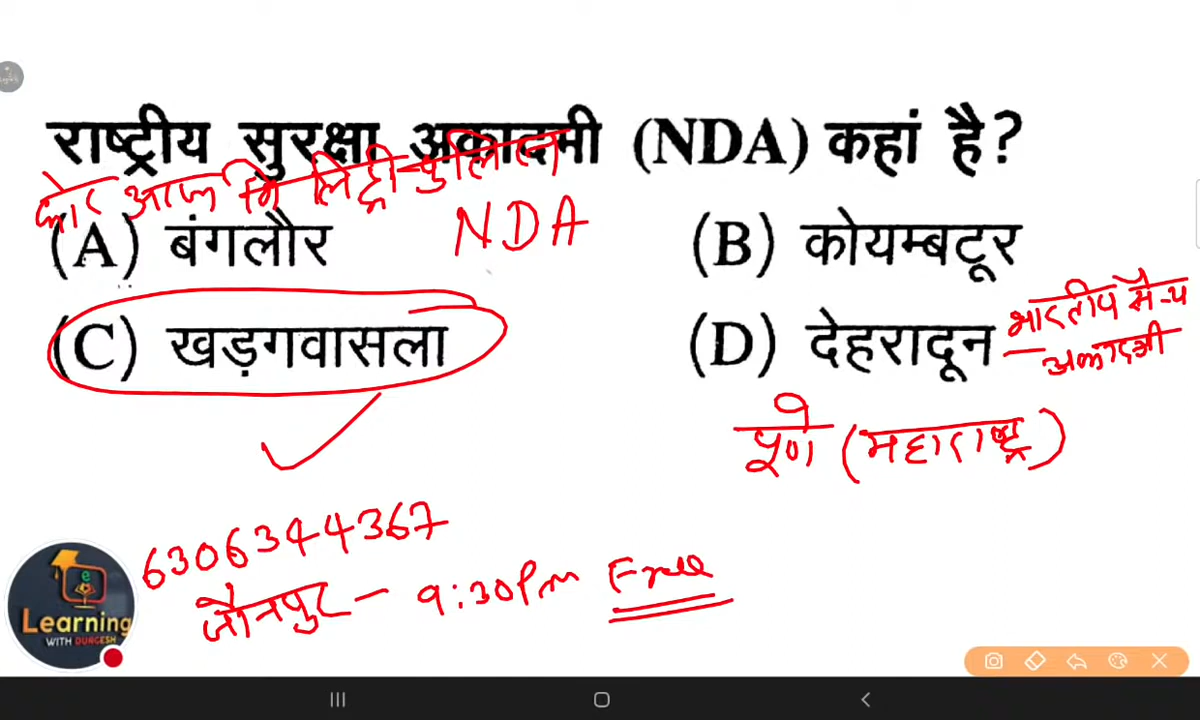 राष्ट्रीय सुरक्षा अकादमी (NDA) कहां है?
कोर आफ मिलिट्री पुलिस
NDA
(A) बंगलौर
(B) कोयम्बटूर
(C) खड़गवासला
(D) देहरादून
भारतीय सैन्य
अकादमी
पूणे (महाराष्ट्र)
6306344367
जौनपुर - 9:30Pm Free
e
Learning
WITH DURGESH